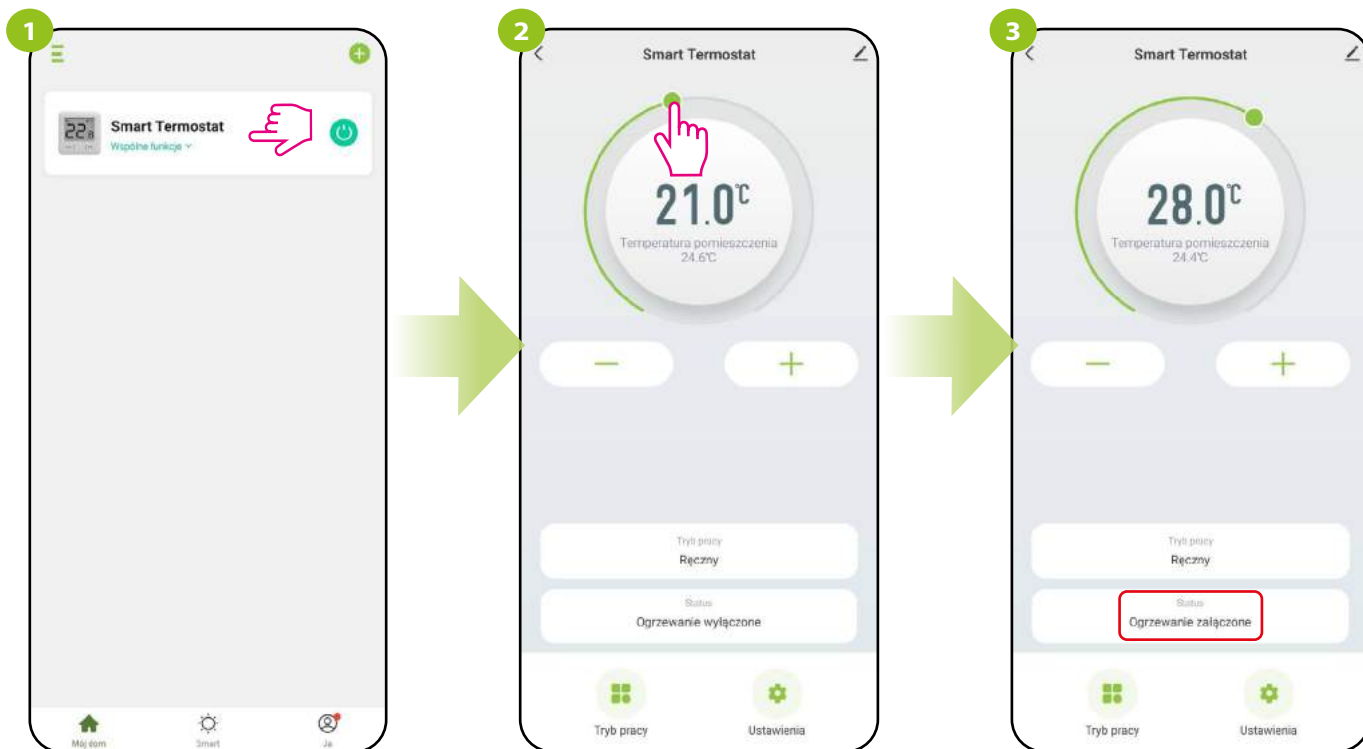 1
Smart Termostat
Wspólne funkcje
22
Mój dom
Smart
Ja
2
Smart Termostat
21.0°C
Temperatura pomieszczenia
24.6°C
−
+
Tryb pracy
Ręczny
Status
Ogrzewanie wyłączone
Tryb pracy
Ustawienia
3
Smart Termostat
28.0°C
Temperatura pomieszczenia
24.4°C
−
+
Tryb pracy
Ręczny
Status
Ogrzewanie załączone
Tryb pracy
Ustawienia